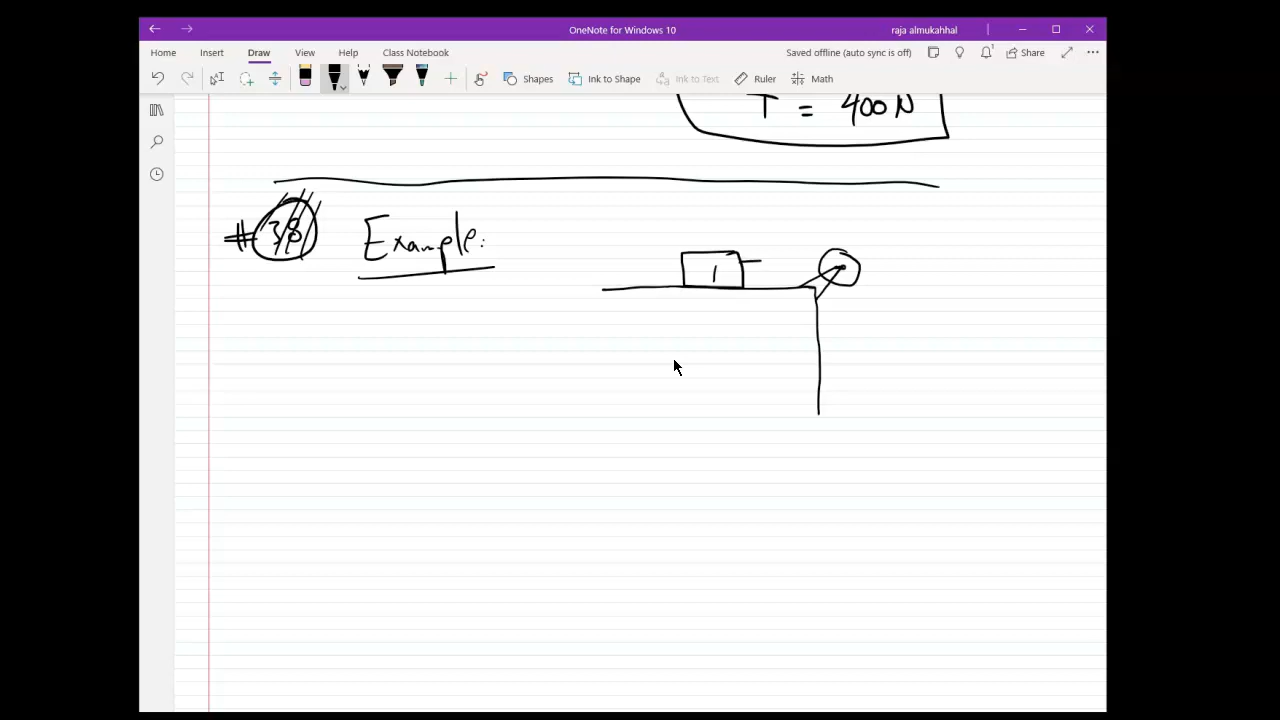 OneNote for Windows 10
raja almukahhal
Home Insert Draw View Help Class Notebook
Saved offline (auto sync is off) Share
Shapes Ink to Shape Ink to Text Ruler Math
T = 400 N
#38 Example:
1